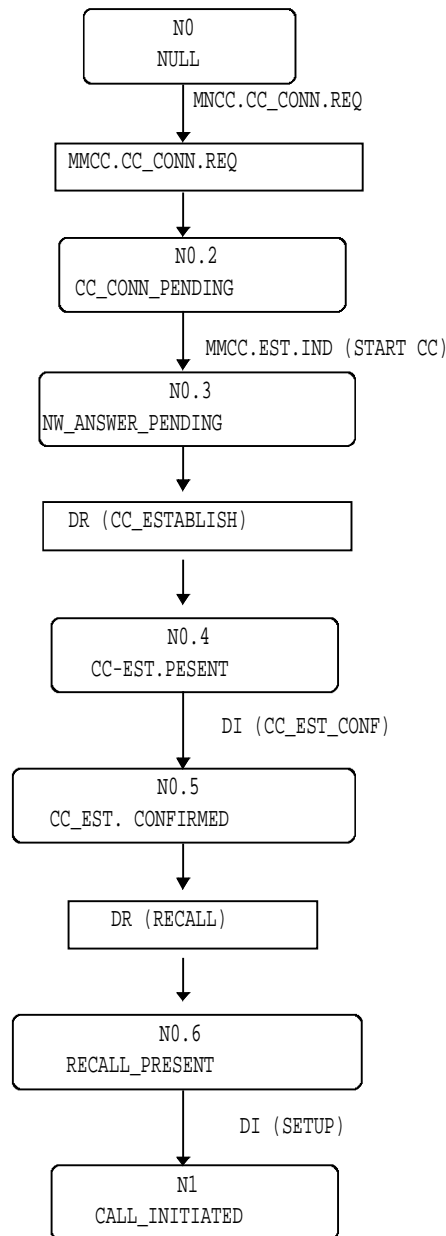 N0
NULL
MNCC.CC_CONN.REQ
MMCC.CC_CONN.REQ
N0.2
CC_CONN_PENDING
MMCC.EST.IND (START CC)
N0.3
NW_ANSWER_PENDING
DR (CC_ESTABLISH)
N0.4
CC-EST.PESENT
DI (CC_EST_CONF)
N0.5
CC_EST. CONFIRMED
DR (RECALL)
N0.6
RECALL_PRESENT
DI (SETUP)
N1
CALL_INITIATED